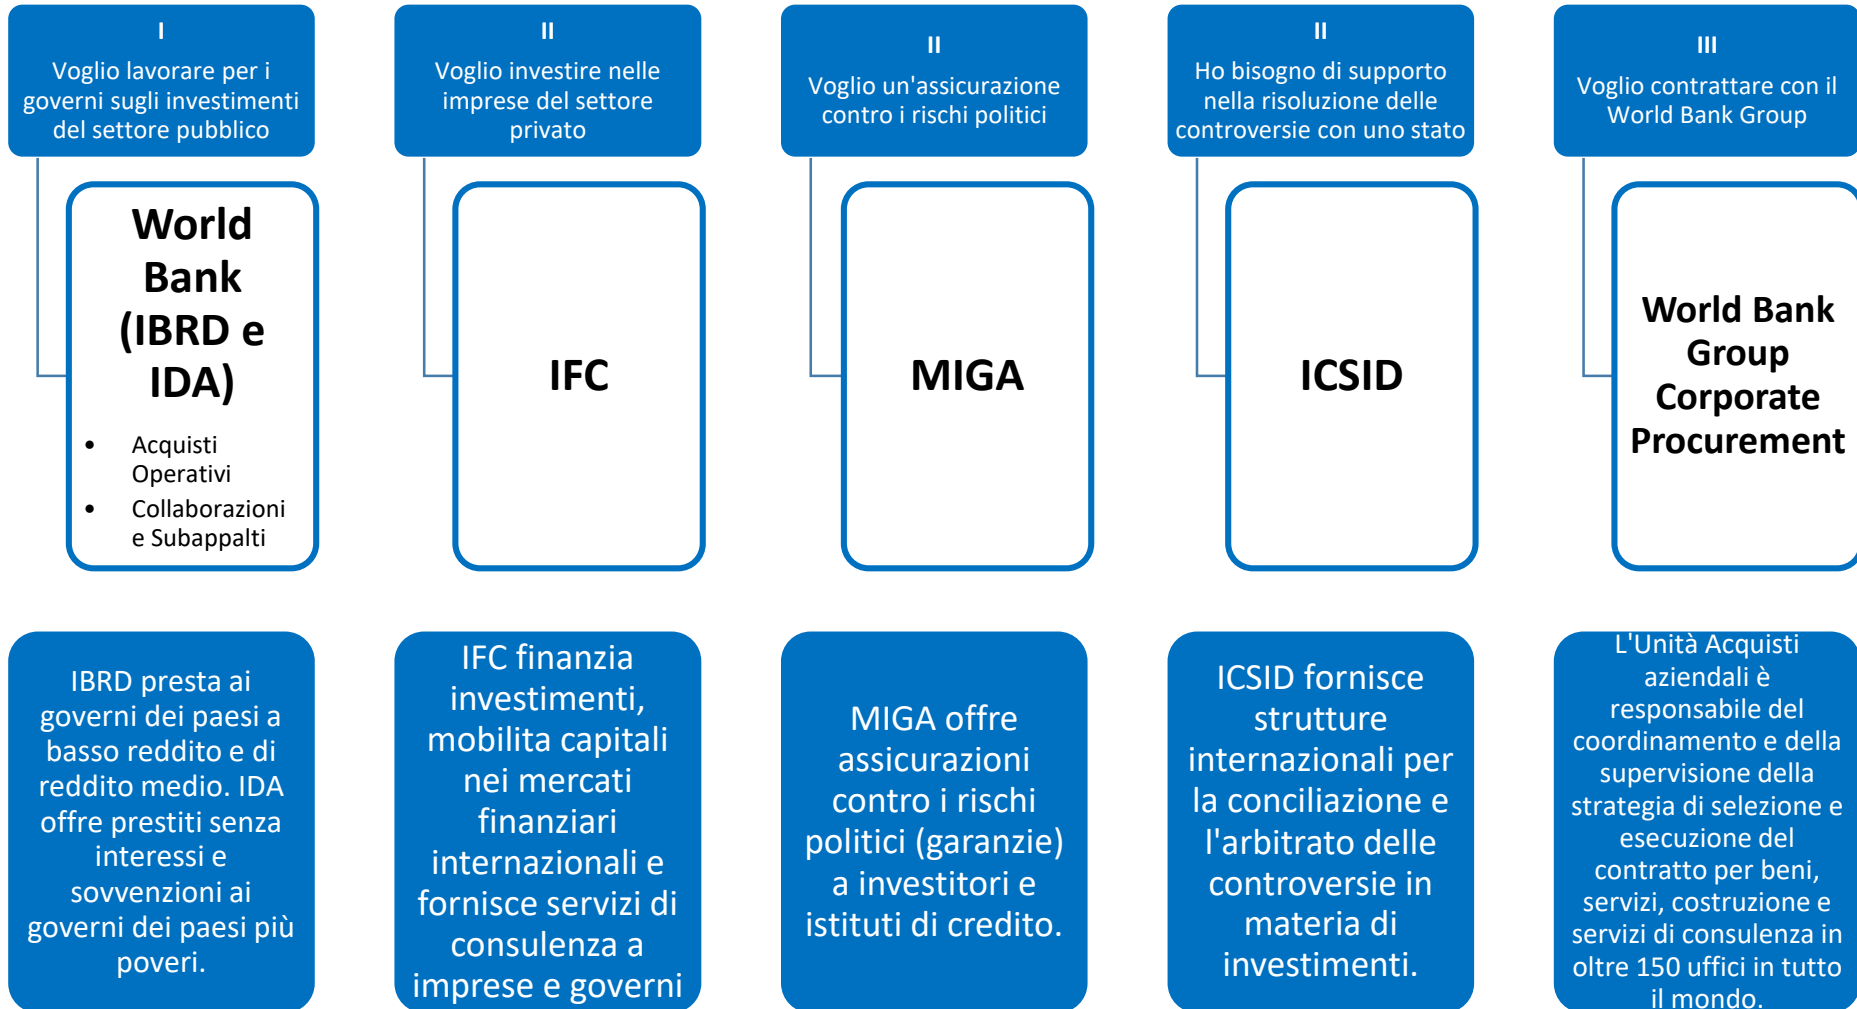 I
Voglio lavorare per i
governi sugli investimenti
del settore pubblico
World
Bank
(IBRD e
IDA)
• Acquisti
Operativi
• Collaborazioni
e Subappalti
IBRD presta ai
governi dei paesi a
basso reddito e di
reddito medio. IDA
offre prestiti senza
interessi e
sovvenzioni ai
governi dei paesi più
poveri.
II
Voglio investire nelle
imprese del settore
privato
IFC
IFC finanzia
investimenti,
mobilita capitali
nei mercati
finanziari
internazionali e
fornisce servizi di
consulenza a
imprese e governi
II
Voglio un'assicurazione
contro i rischi politici
MIGA
MIGA offre
assicurazioni
contro i rischi
politici (garanzie)
a investitori e
istituti di credito.
II
Ho bisogno di supporto
nella risoluzione delle
controversie con uno stato
ICSID
ICSID fornisce
strutture
internazionali per
la conciliazione e
l'arbitrato delle
controversie in
materia di
investimenti.
III
Voglio contrattare con il
World Bank Group
World Bank
Group
Corporate
Procurement
L'Unità Acquisti
aziendali è
responsabile del
coordinamento e della
supervisione della
strategia di selezione e
esecuzione del
contratto per beni,
servizi, costruzione e
servizi di consulenza in
oltre 150 uffici in tutto
il mondo.